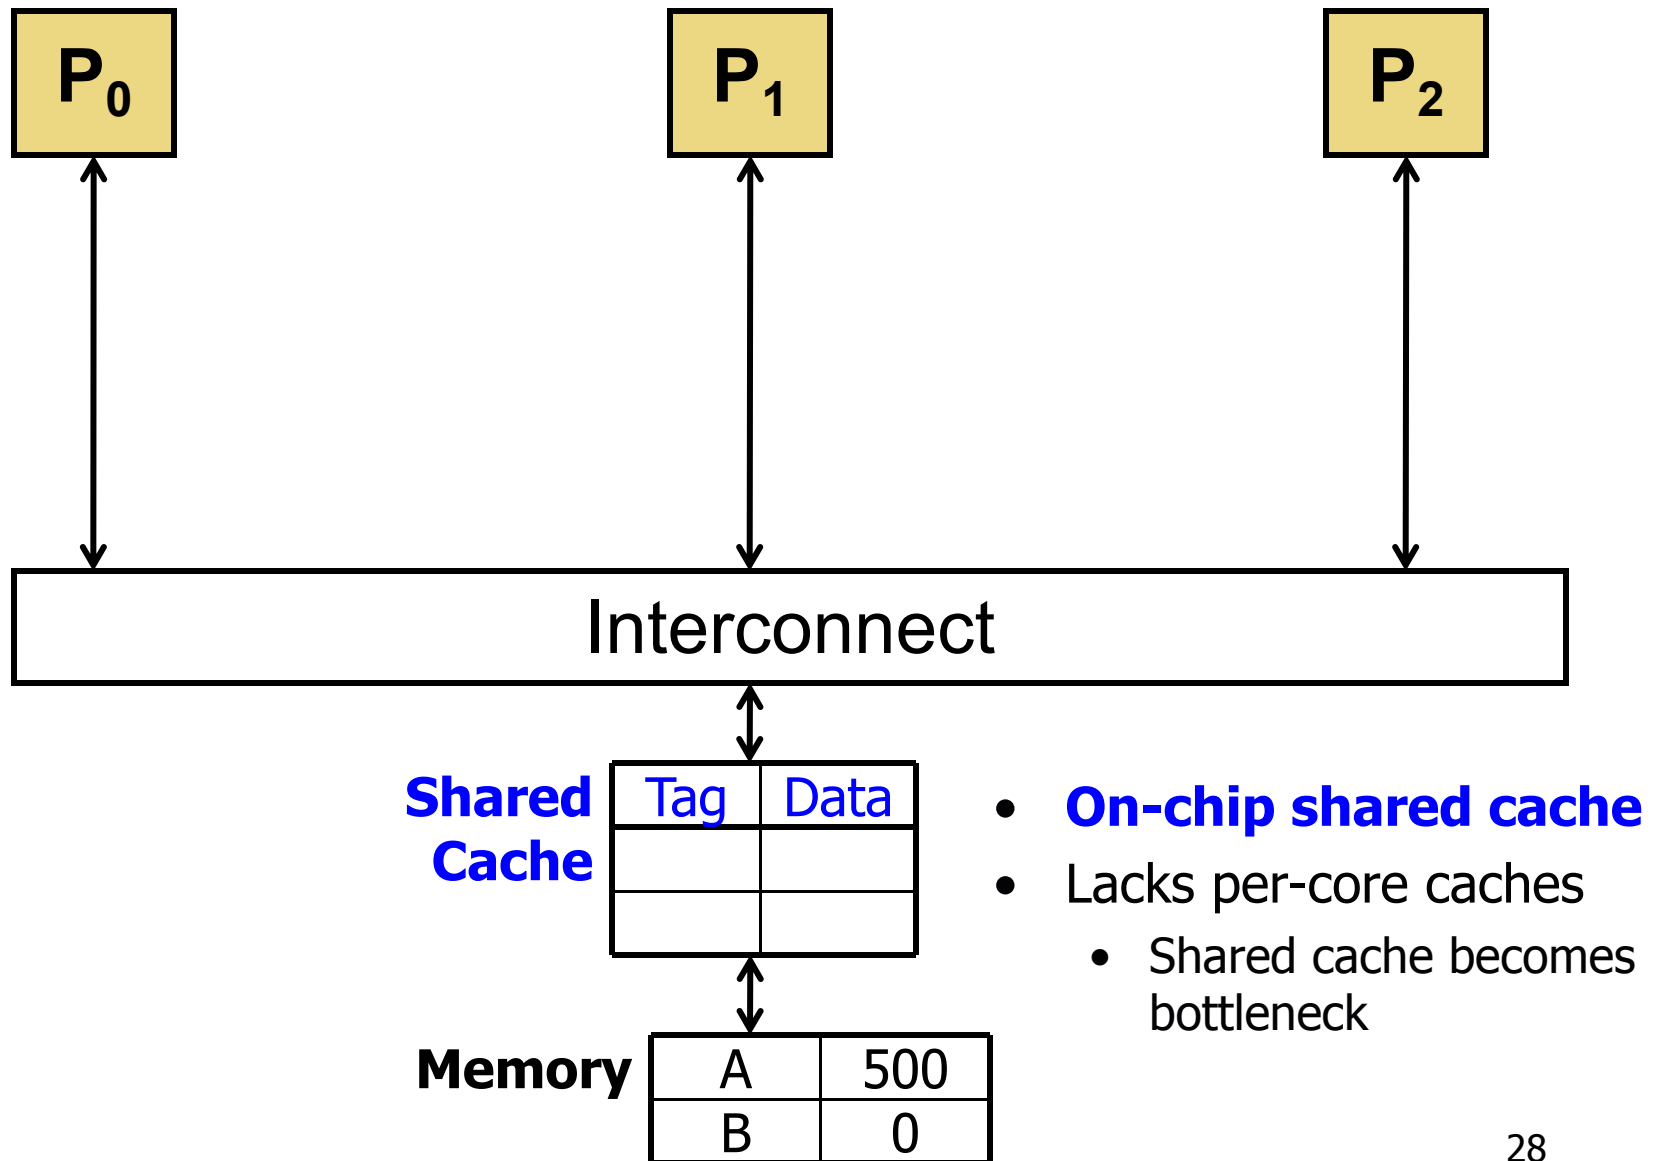 P0
P1
P2
Interconnect
Shared
Cache
Tag
Data
• On-chip shared cache
• Lacks per-core caches
• Shared cache becomes
bottleneck
Memory
A
500
B
0
28